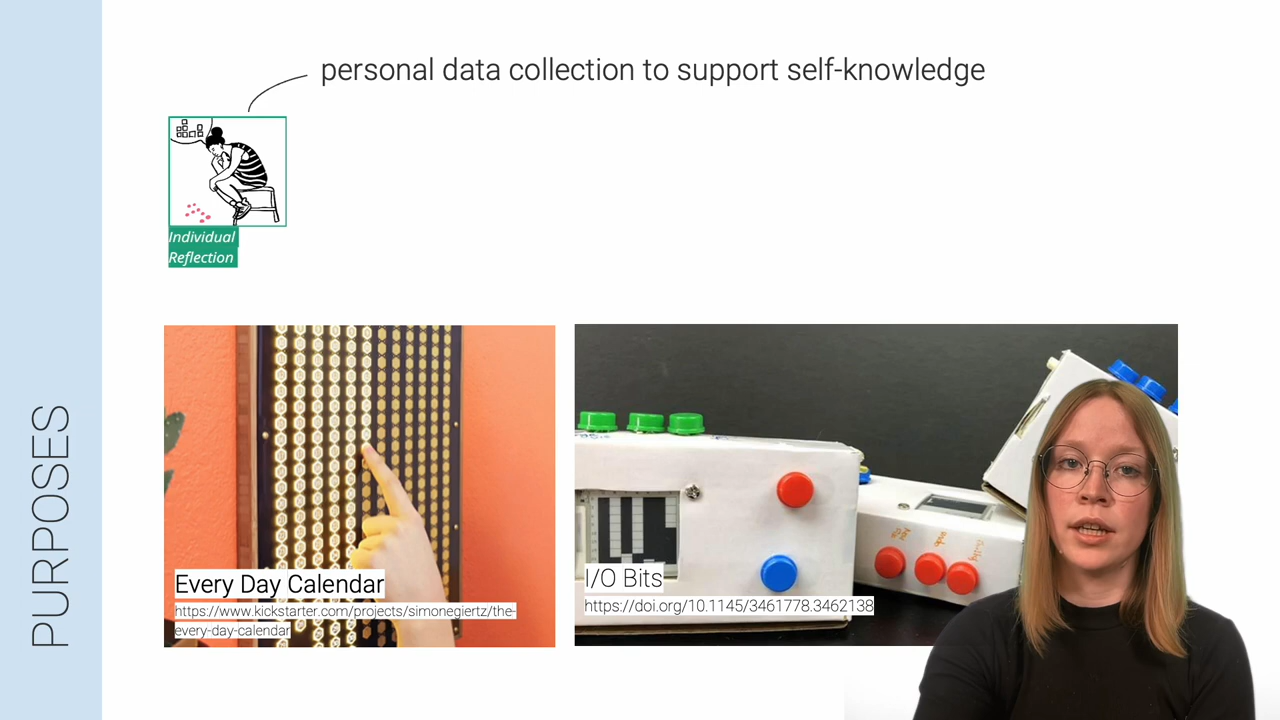 personal data collection to support self-knowledge
Individual
Reflection
PURPOSES
Every Day Calendar
https://www.kickstarter.com/projects/simonegiertz/the-
every-day-calendar
I/O Bits
https://doi.org/10.1145/3461778.3462138